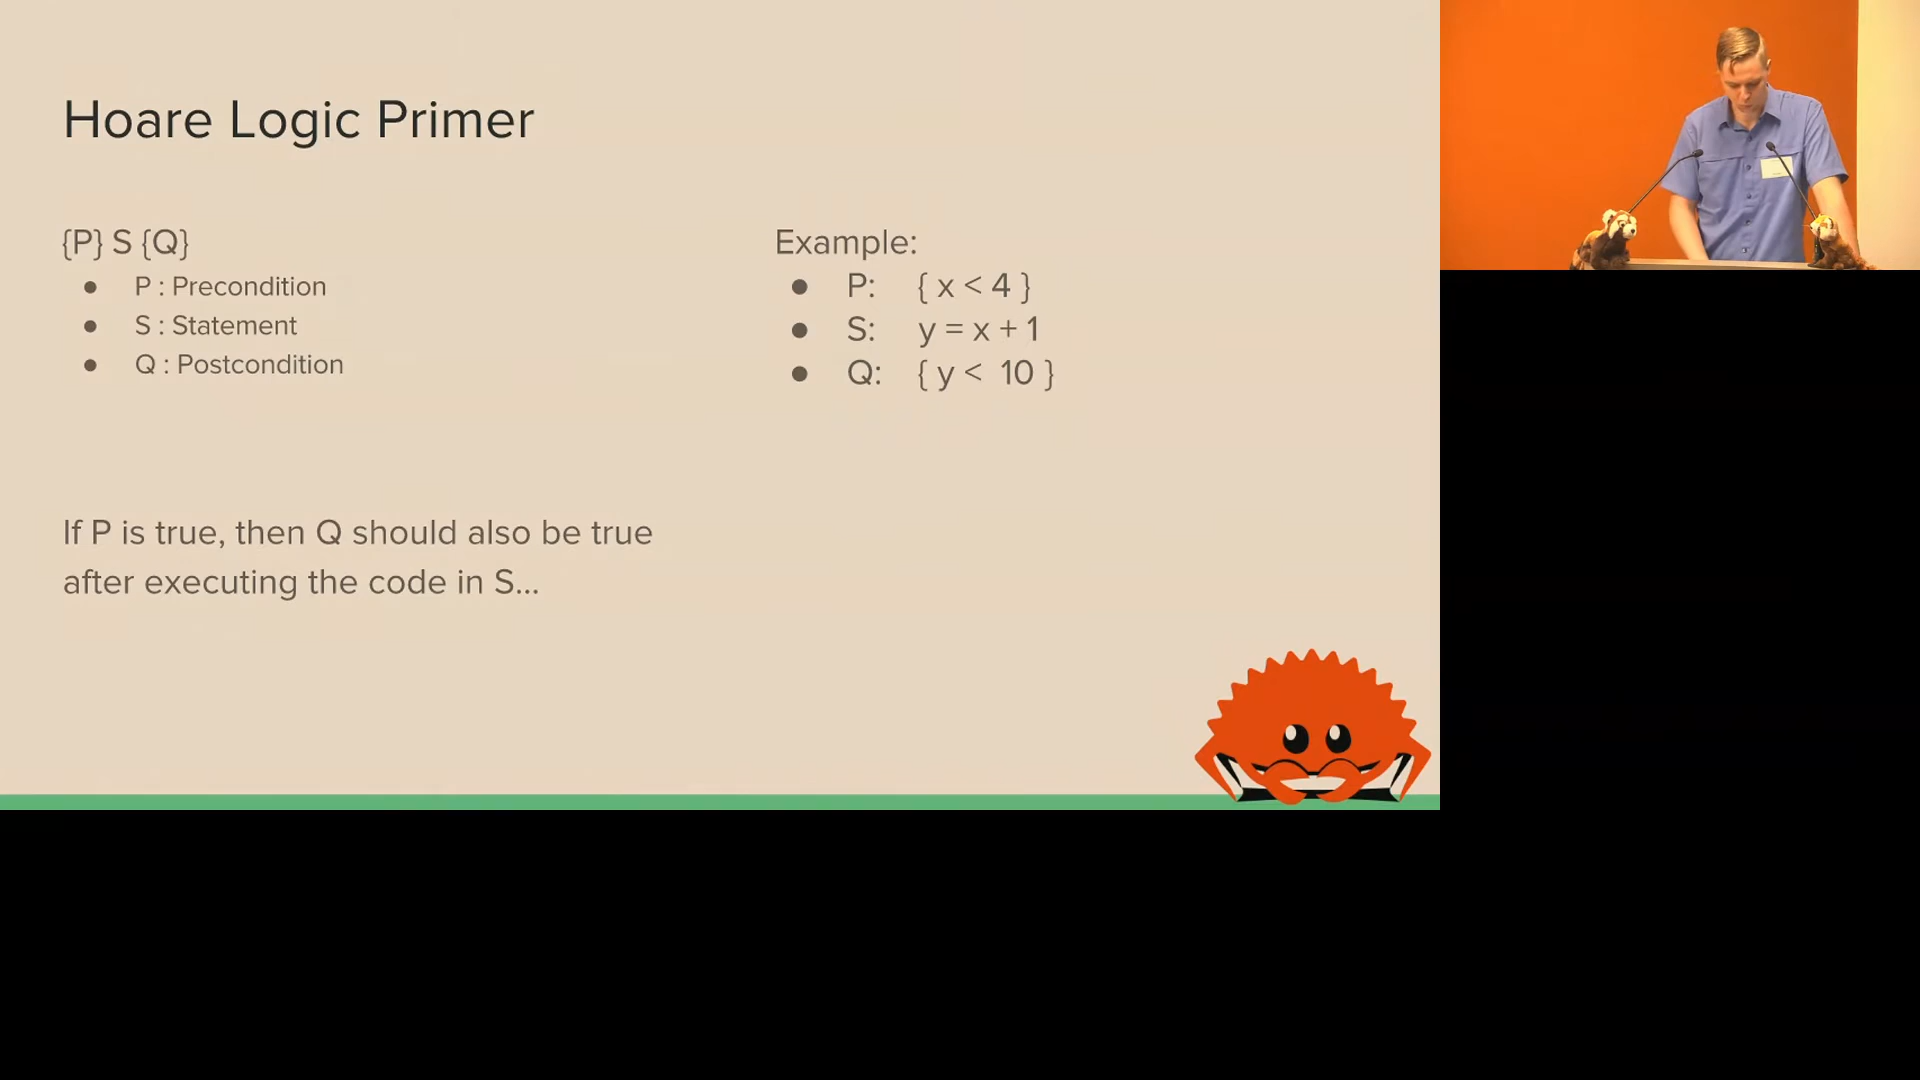 Hoare Logic Primer
{P} S {Q}
● P : Precondition
● S : Statement
● Q : Postcondition
If P is true, then Q should also be true
after executing the code in S...
Example:
● P: { x < 4 }
● S: y = x + 1
● Q: { y < 10 }